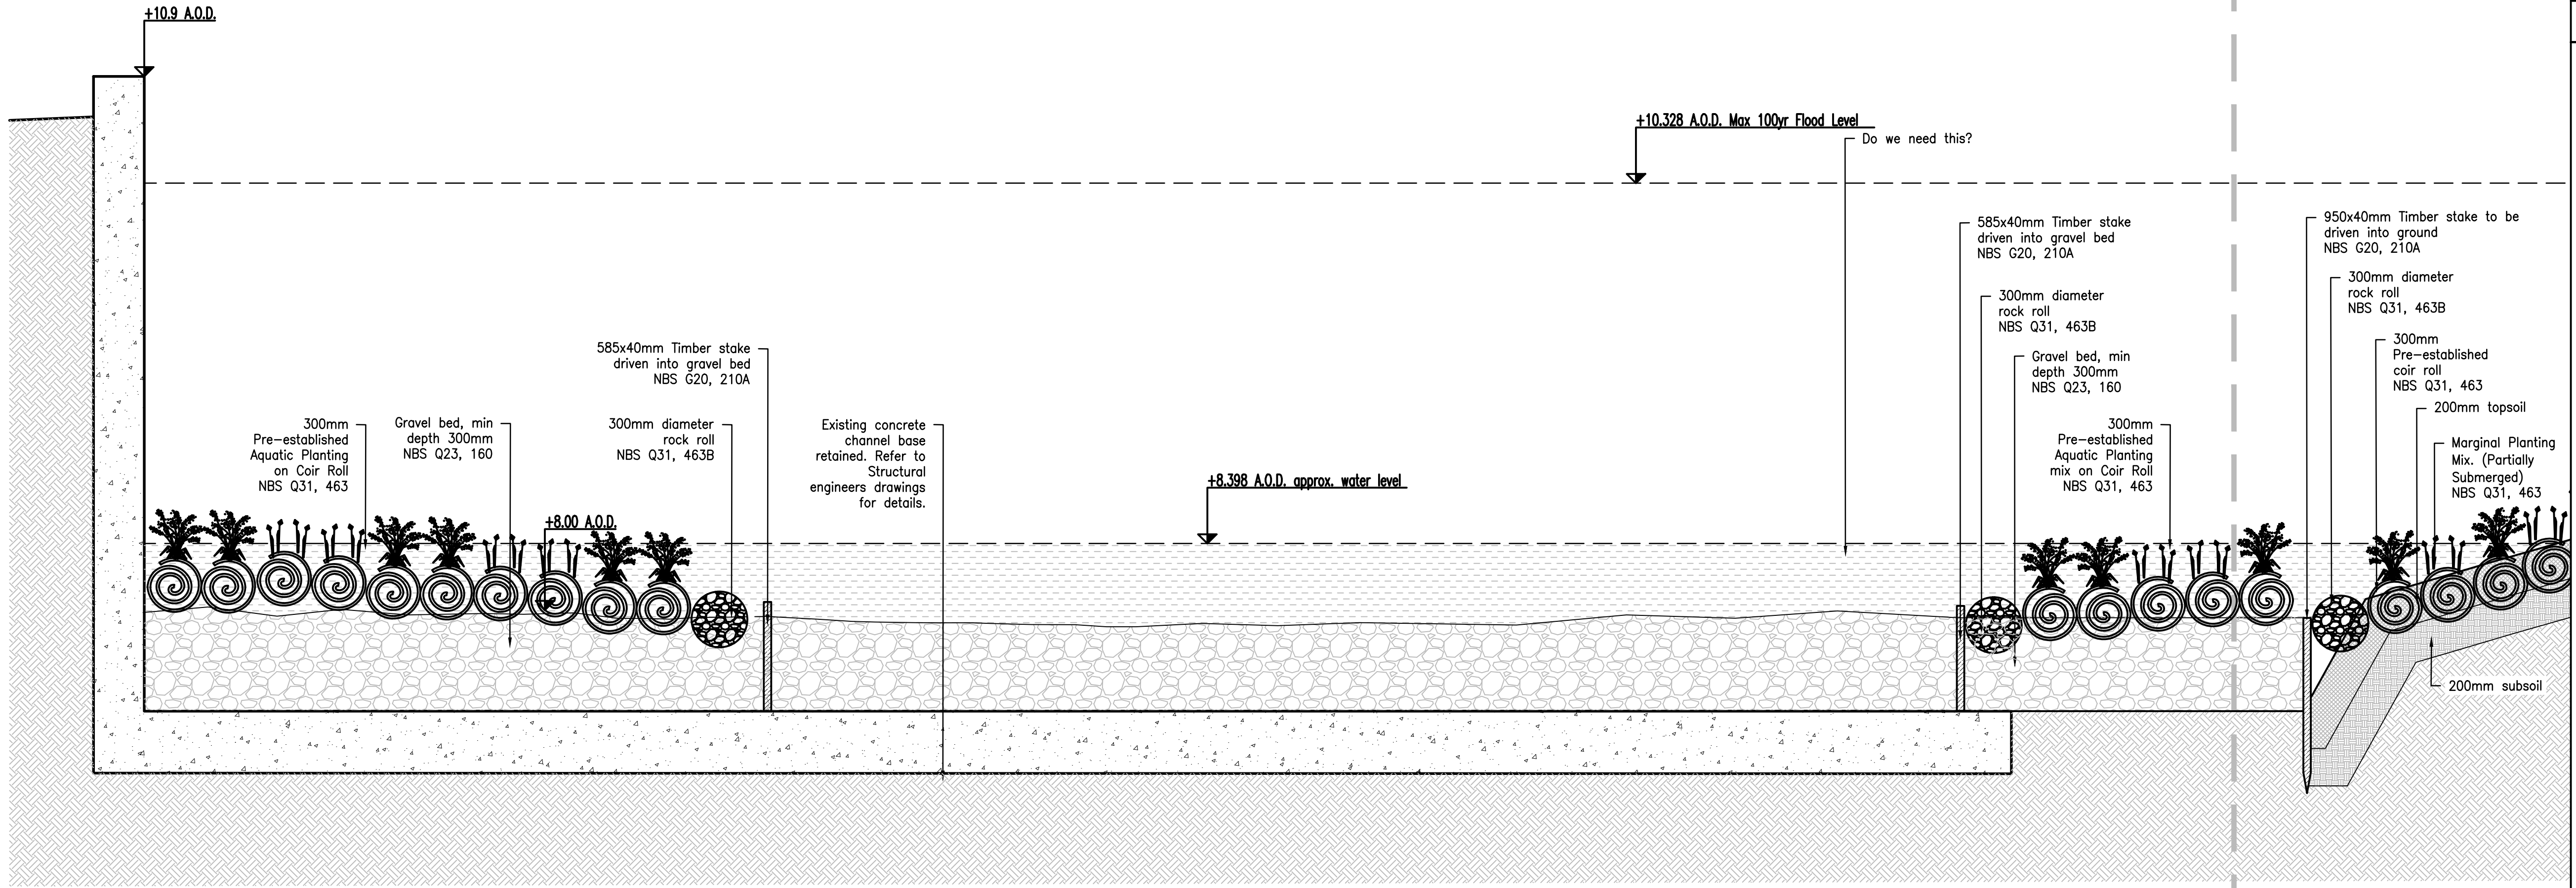 +10.9 A.O.D.
+10.328 A.O.D. Max 100yr Flood Level
Do we need this?
585x40mm Timber stake
driven into gravel bed
NBS G20, 210A
950x40mm Timber stake to be
driven into ground
NBS G20, 210A
300mm diameter
rock roll
NBS Q31, 463B
300mm diameter
rock roll
NBS Q31, 463B
585x40mm Timber stake
driven into gravel bed
NBS G20, 210A
Gravel bed, min
depth 300mm
NBS Q23, 160
300mm
Pre-established
coir roll
NBS Q31, 463
200mm topsoil
300mm
Pre-established
Aquatic Planting
on Coir Roll
NBS Q31, 463
Gravel bed, min
depth 300mm
NBS Q23, 160
300mm diameter
rock roll
NBS Q31, 463B
Existing concrete
channel base
retained. Refer to
Structural
engineers drawings
for details.
300mm
Pre-established
Aquatic Planting
mix on Coir Roll
NBS Q31, 463
Marginal Planting
Mix. (Partially
Submerged)
NBS Q31, 463
+8.398 A.O.D. approx. water level
+8.00 A.O.D.
200mm subsoil